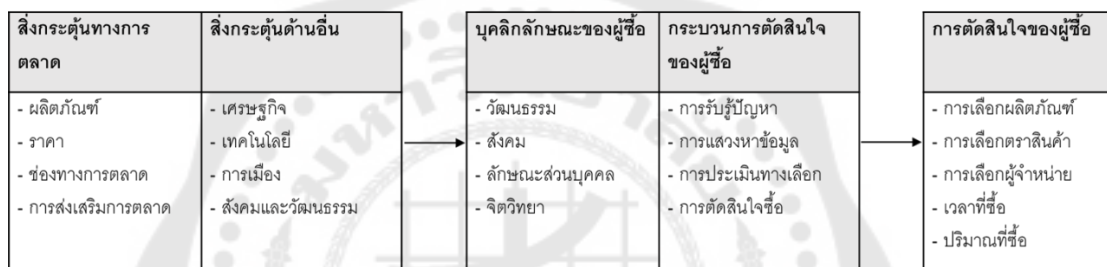 สิ่งกระตุ้นทางการ
ตลาด
- ผลิตภัณฑ์
- ราคา
- ช่องทางการตลาด
- การส่งเสริมการตลาด
สิ่งกระตุ้นด้านอื่น
- เศรษฐกิจ
- เทคโนโลยี
- การเมือง
- สังคมและวัฒนธรรม
บุคลิกลักษณะของผู้ซื้อ
- วัฒนธรรม
- สังคม
- ลักษณะส่วนบุคคล
- จิตวิทยา
กระบวนการตัดสินใจ
ของผู้ซื้อ
- การรับรู้ปัญหา
- การแสวงหาข้อมูล
- การประเมินทางเลือก
- การตัดสินใจซื้อ
การตัดสินใจของผู้ซื้อ
- การเลือกผลิตภัณฑ์
- การเลือกตราสินค้า
- การเลือกผู้จำหน่าย
- เวลาที่ซื้อ
- ปริมาณที่ซื้อ